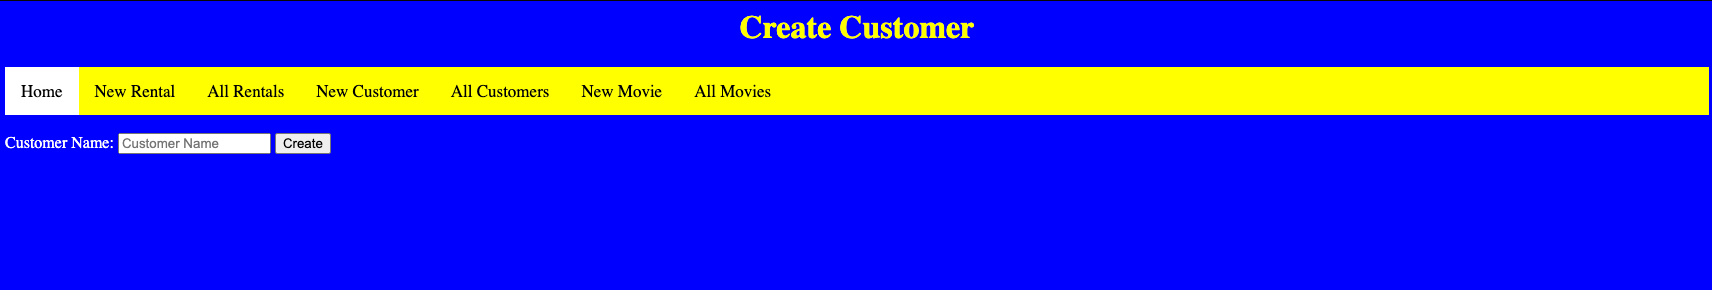 Create Customer
Home New Rental All Rentals New Customer All Customers New Movie All Movies
Customer Name: Customer Name Create